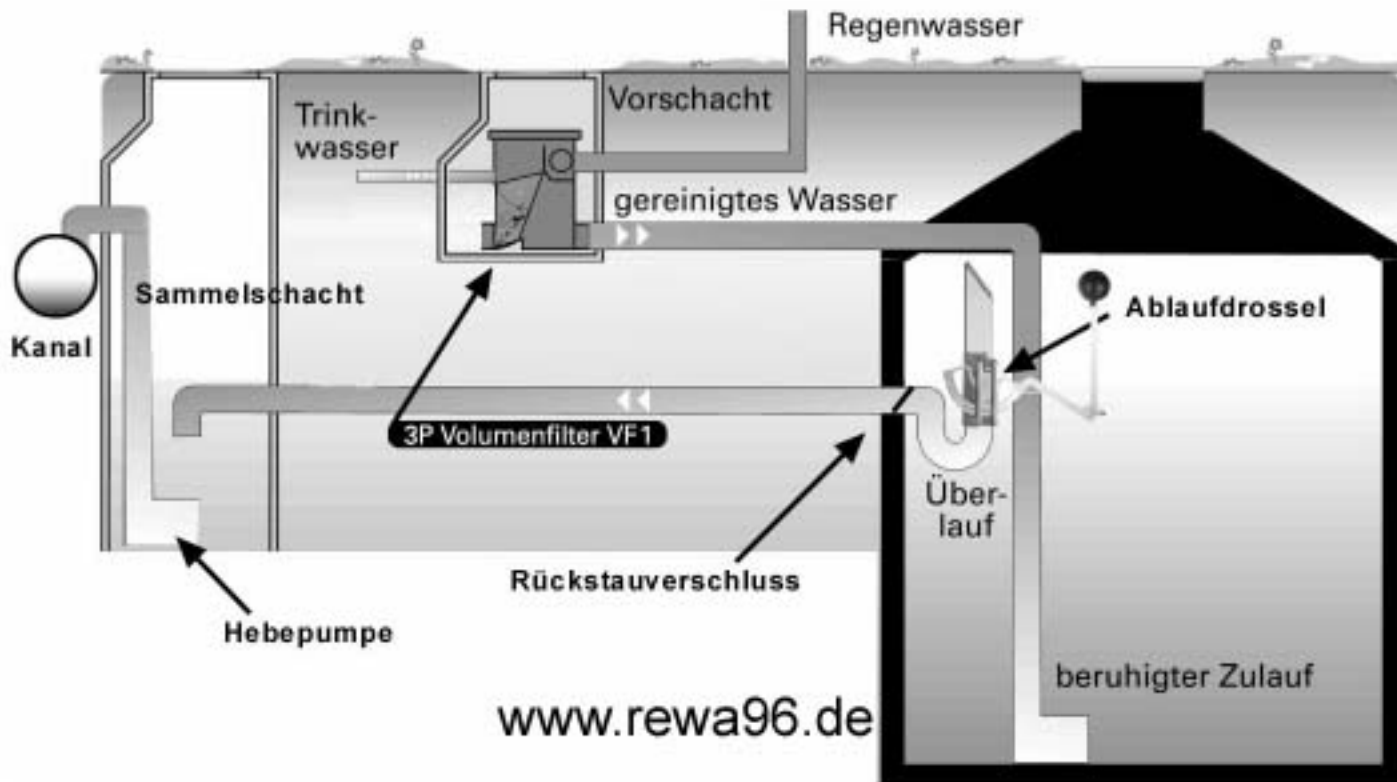 Regenwasser
Trink-
wasser
Vorschacht
gereinigtes Wasser
Sammelschacht
Kanal
Ablaufdrossel
3P Volumenfilter VF1
Über-
lauf
Rückstauverschluss
Hebepumpe
beruhigter Zulauf
www.rewa96.de